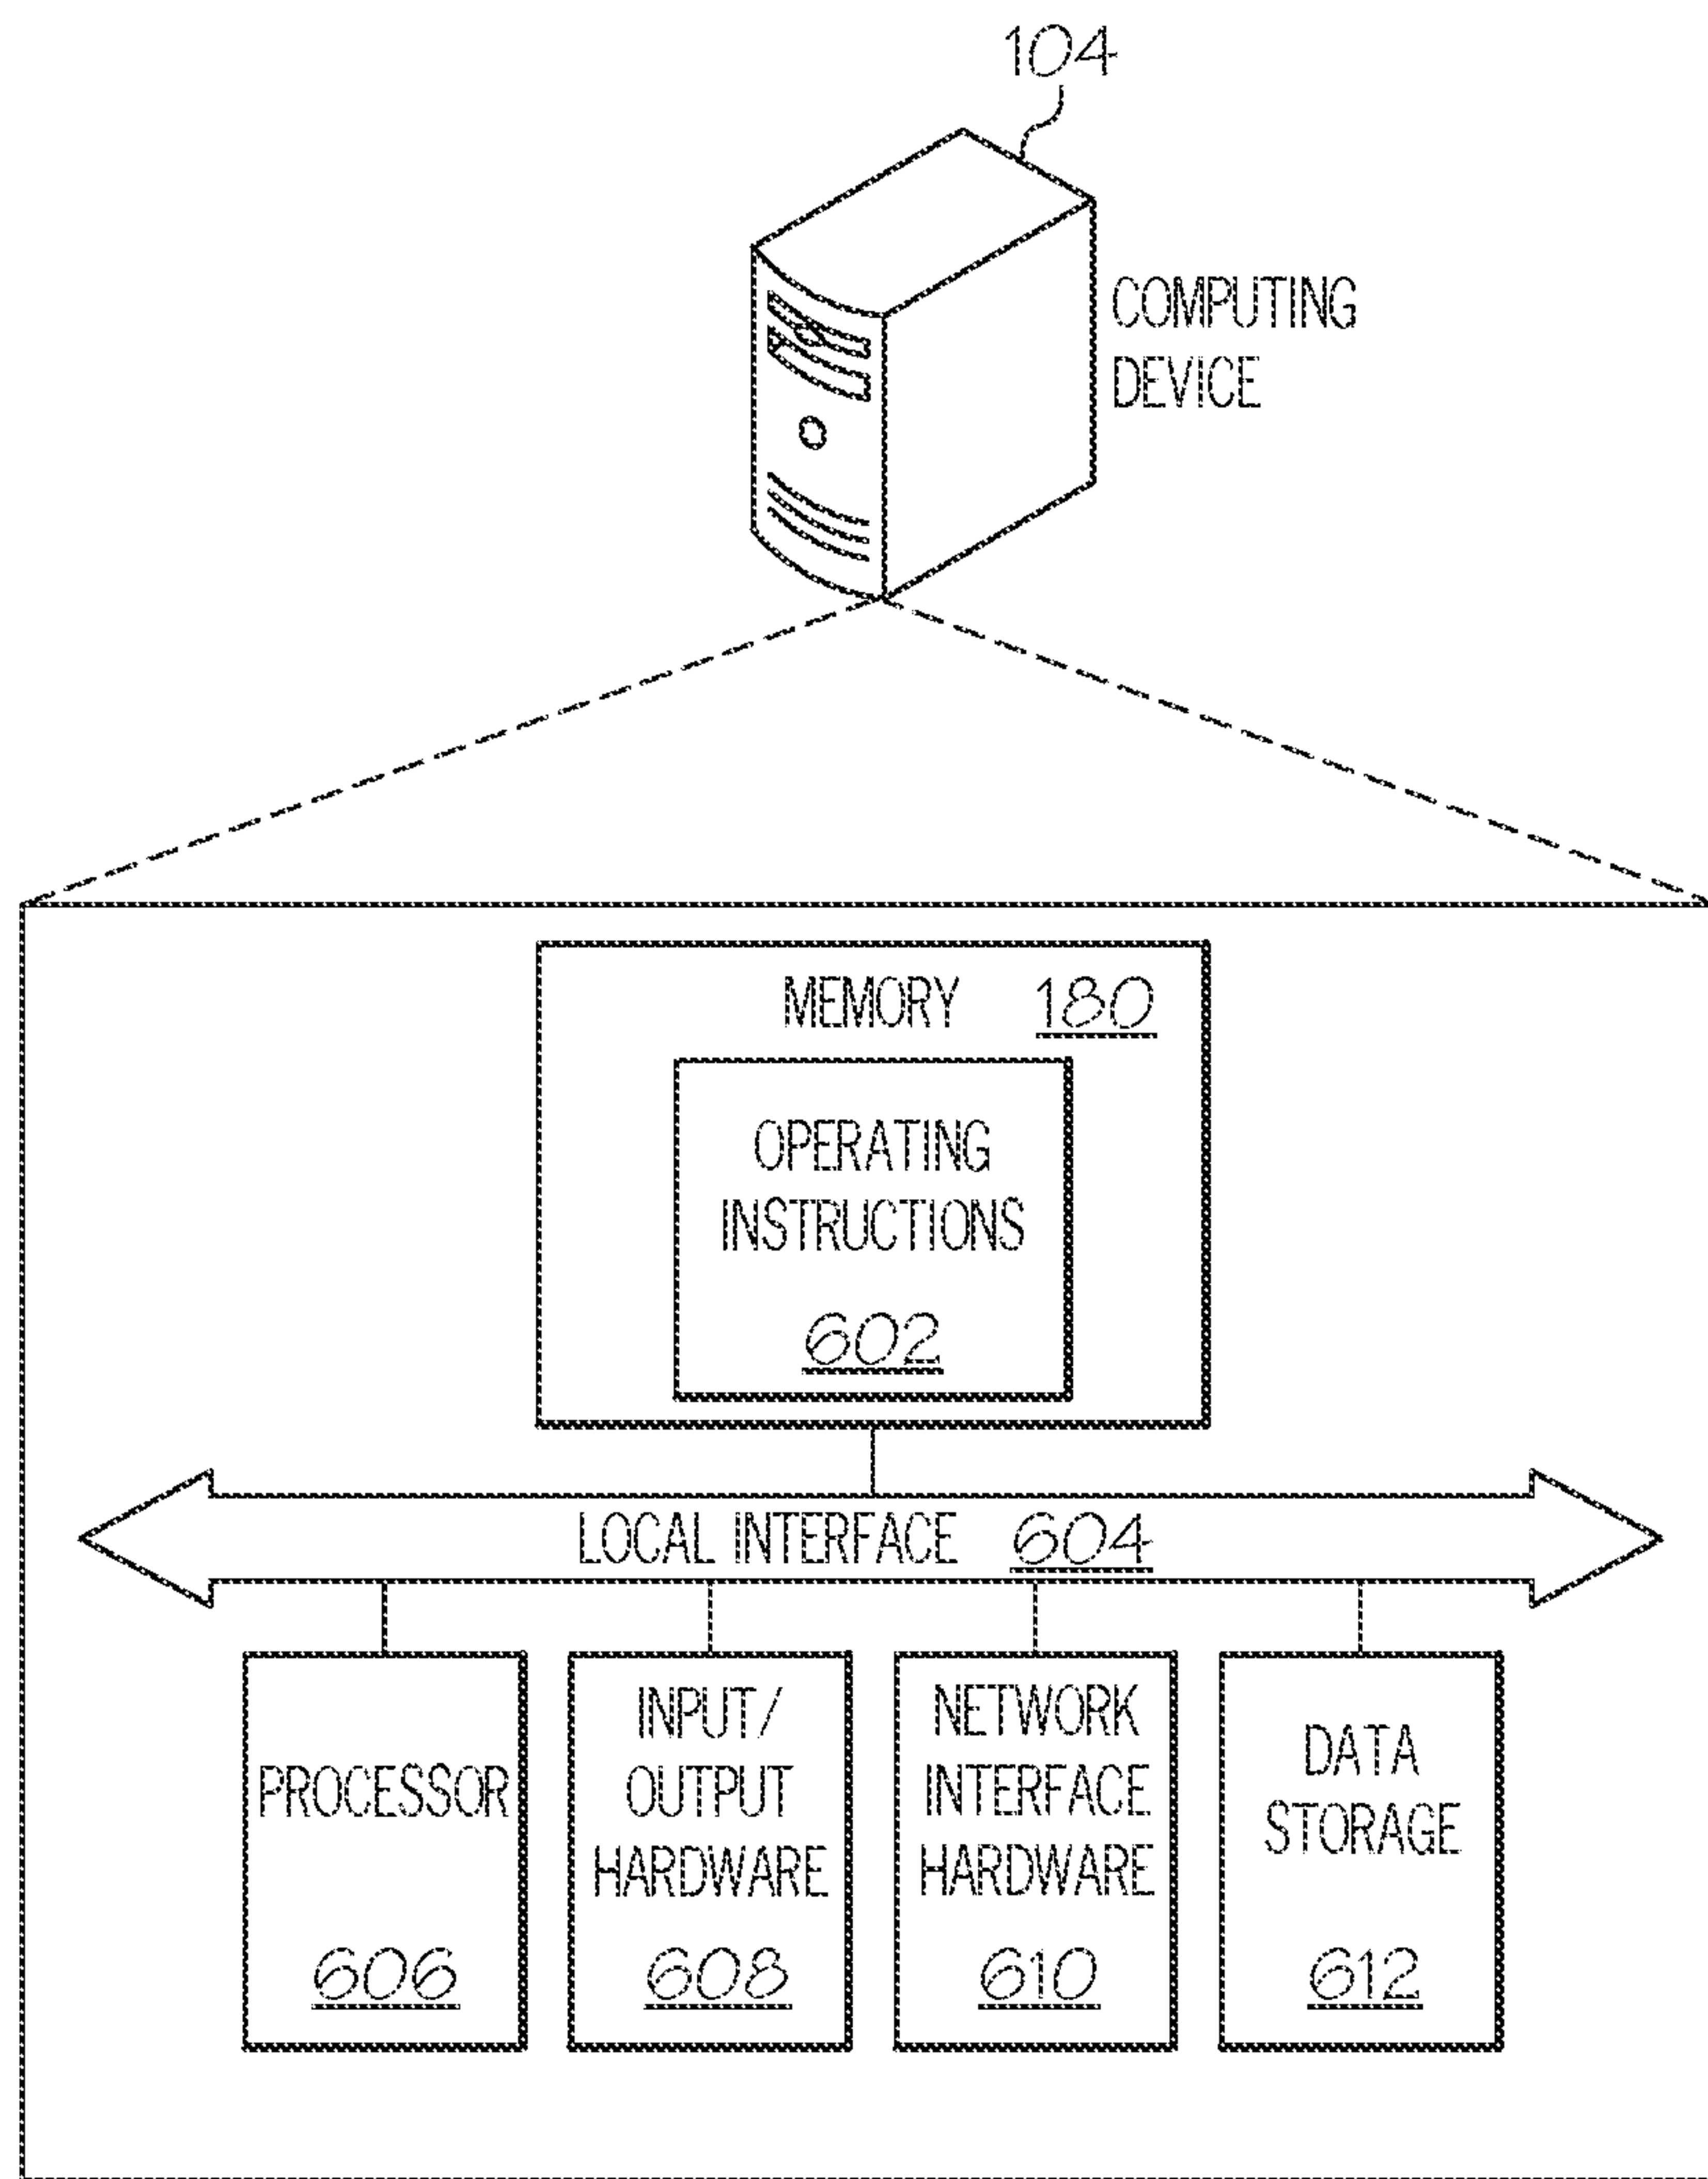 104
COMPUTING
DEVICE
MEMORY 180
OPERATING
INSTRUCTIONS
602
LOCAL INTERFACE 604
PROCESSOR
606
INPUT/
OUTPUT
HARDWARE
608
NETWORK
INTERFACE
HARDWARE
610
DATA
STORAGE
612